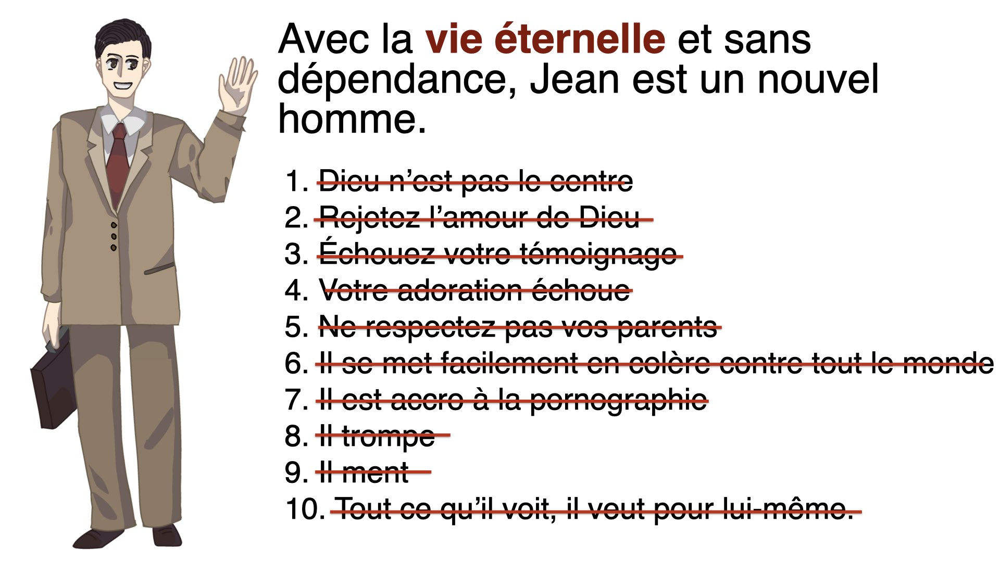 Avec la vie éternelle et sans
dépendance, Jean est un nouvel
homme.
1. Dieu n'est pas le centre
2. Rejetez l'amour de Dieu
3. Échouez votre témoignage
4. Votre adoration échoue
5. Ne respectez pas vos parents
6. Il se met facilement en colère contre tout le monde
7. Il est accro à la pornographie
8. Il trompe
9. Il ment
10. Tout ce qu'il voit, il veut pour lui-même.